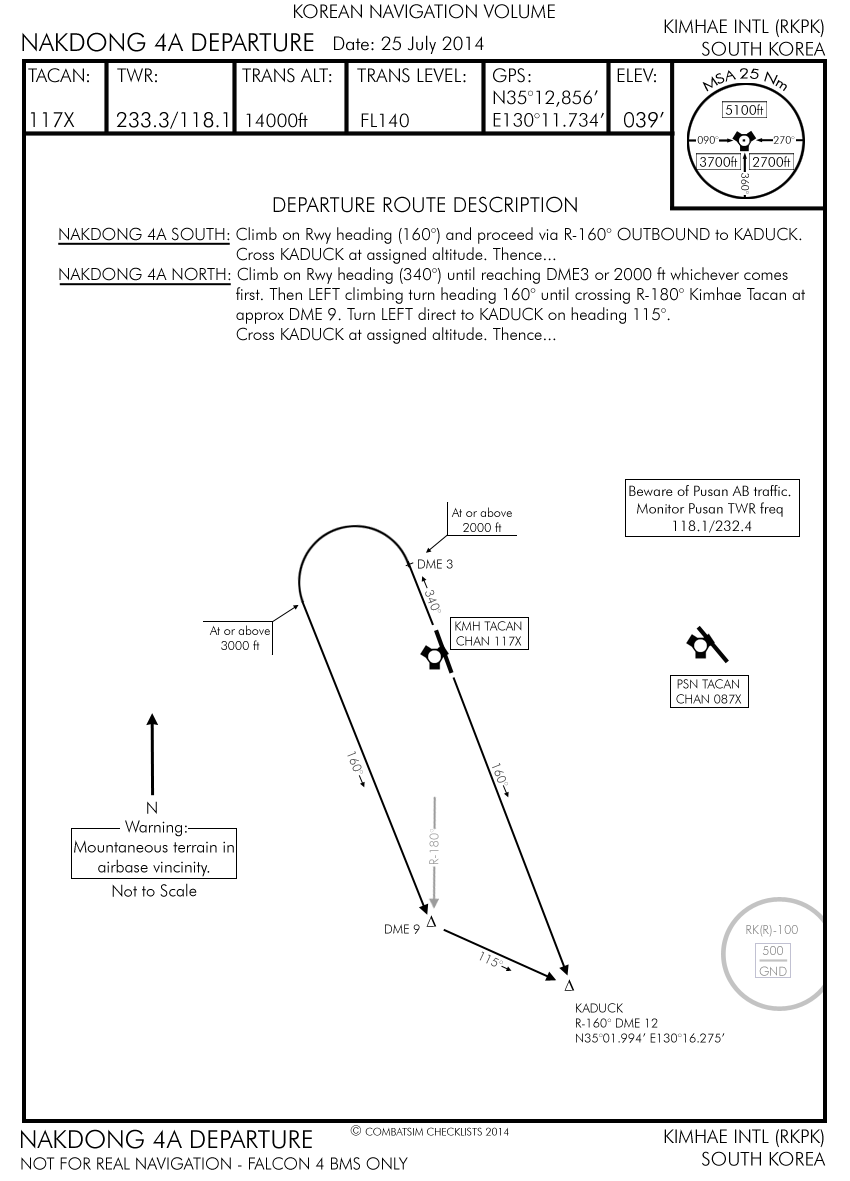 KOREAN NAVIGATION VOLUME
NAKDONG 4A DEPARTURE Date: 25 July 2014
KIMHAE INTL (RKPK)
SOUTH KOREA
TACAN: TWR: TRANS ALT: TRANS LEVEL: GPS: ELEV:
N35°12,856’
117X 233.3/118.1 14000ft FL140 E130°11.734’ 039’
MSA 25 Nm
5100ft
090° 270°
3700ft 2700ft
360°
DEPARTURE ROUTE DESCRIPTION
NAKDONG 4A SOUTH: Climb on Rwy heading (160°) and proceed via R-160° OUTBOUND to KADUCK.
Cross KADUCK at assigned altitude. Thence...
NAKDONG 4A NORTH: Climb on Rwy heading (340°) until reaching DME3 or 2000 ft whichever comes
first. Then LEFT climbing turn heading 160° until crossing R-180° Kimhae Tacan at
approx DME 9. Turn LEFT direct to KADUCK on heading 115°.
Cross KADUCK at assigned altitude. Thence...
Beware of Pusan AB traffic.
Monitor Pusan TWR freq
118.1/232.4
At or above
2000 ft
DME 3
340°
KMH TACAN
CHAN 117X
At or above
3000 ft
PSN TACAN
CHAN 087X
160°
160°
N
Warning:
Mountaneous terrain in
airbase vincinity.
Not to Scale
R-180°
DME 9
115°
RK(R)-100
500
GND
KADUCK
R-160° DME 12
N35°01.994’ E130°16.275’
NAKDONG 4A DEPARTURE
© COMBATSIM CHECKLISTS 2014
KIMHAE INTL (RKPK)
NOT FOR REAL NAVIGATION - FALCON 4 BMS ONLY
SOUTH KOREA